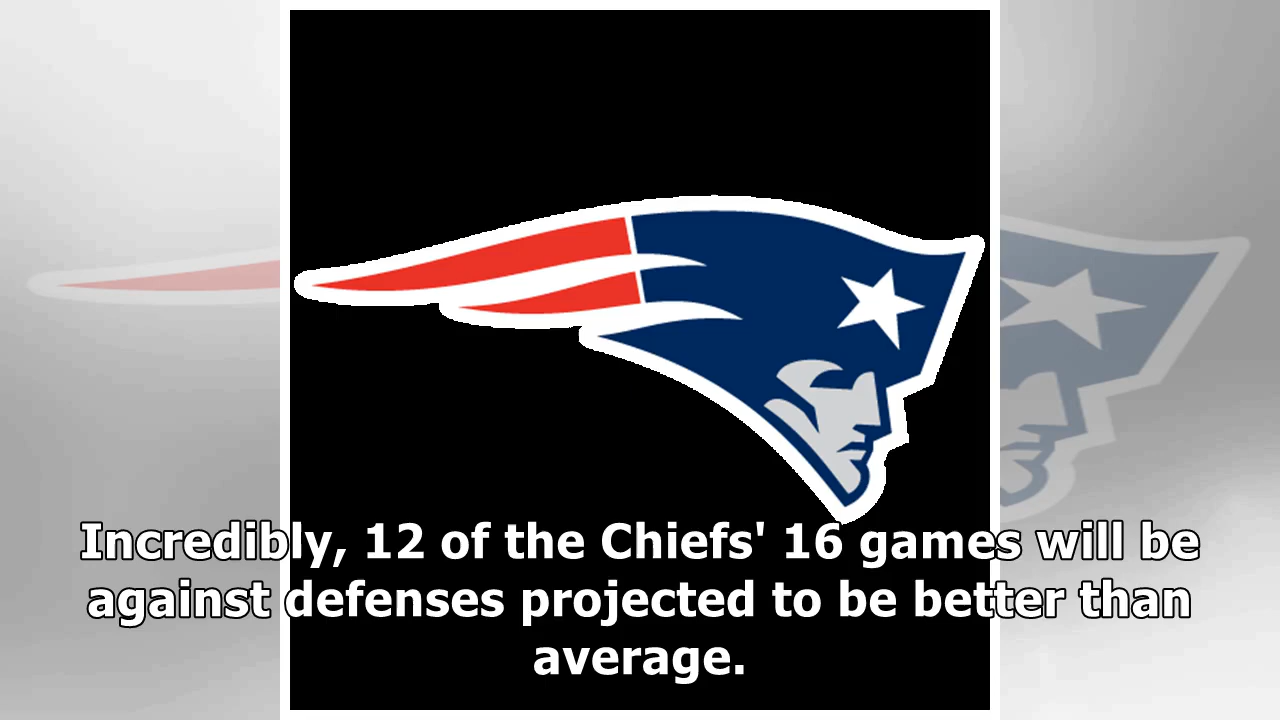 Incredibly, 12 of the Chiefs' 16 games will be
against defenses projected to be better than
average.